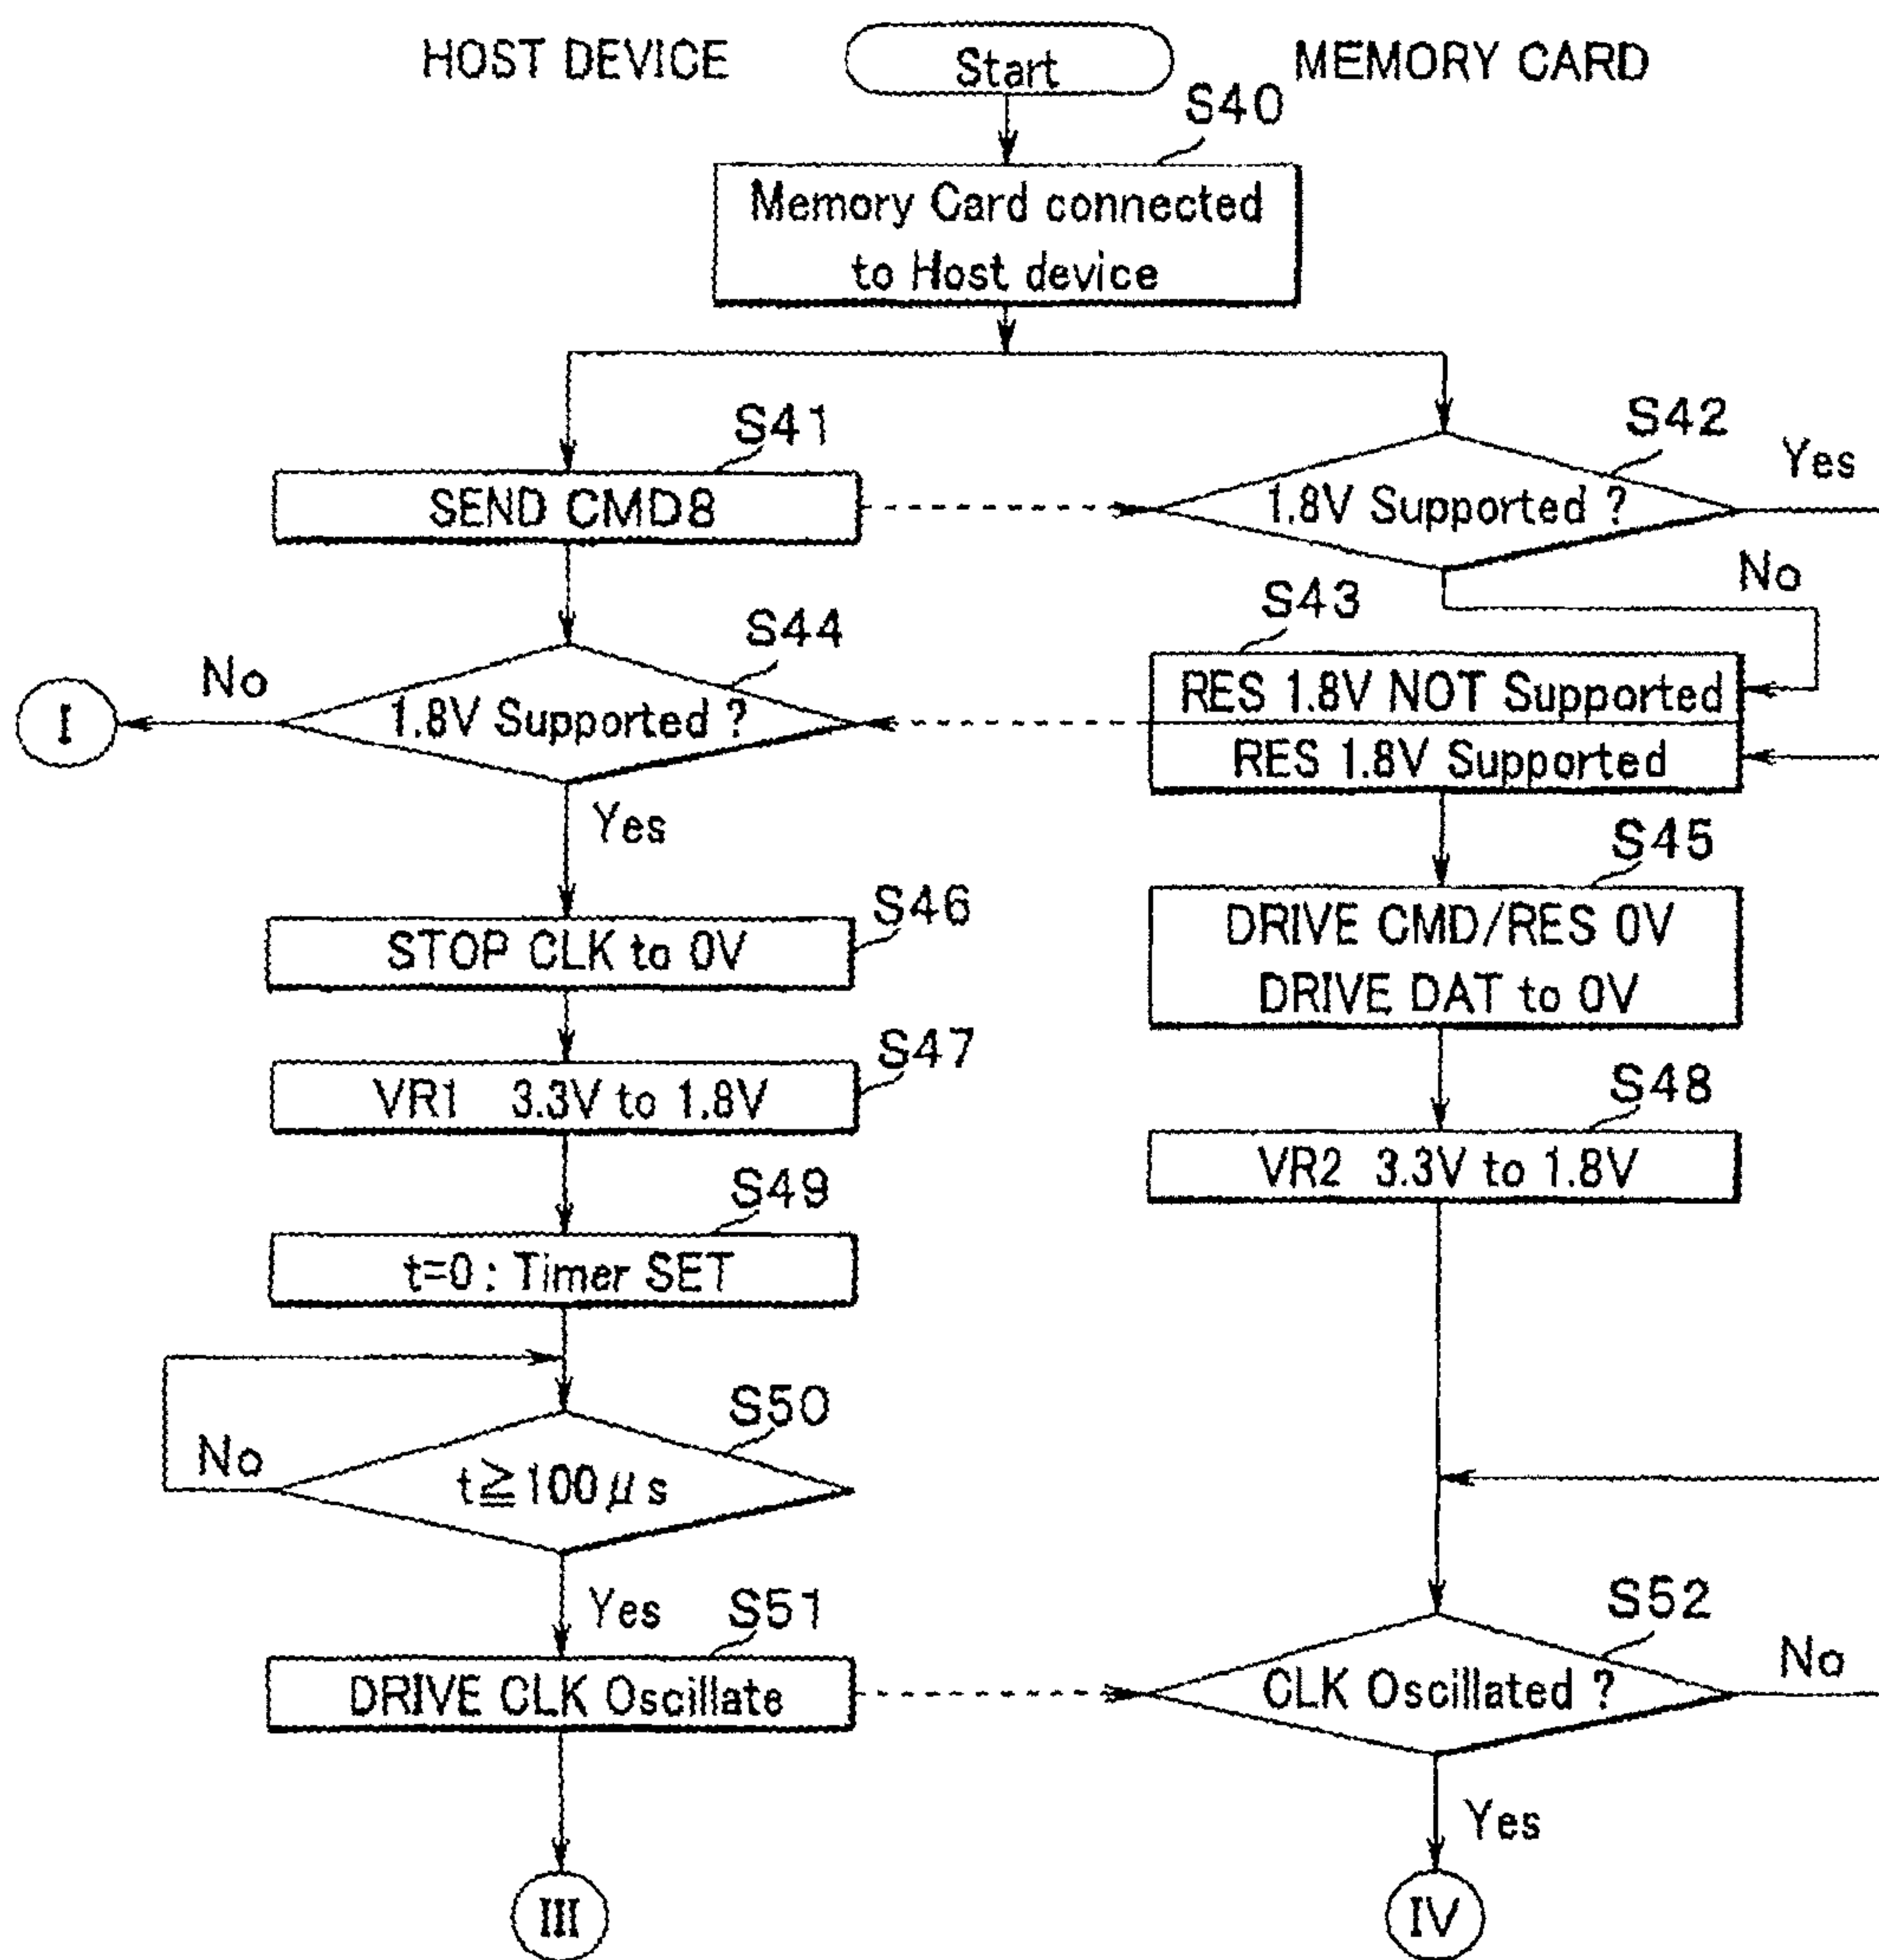 HOST DEVICE
Start
MEMORY CARD
S40
Memory Card connected
to Host device
S41
SEND CMD8
S42
1.8V Supported ?
Yes
No
S43
RES 1.8V NOT Supported
RES 1.8V Supported
S44
1.8V Supported ?
No
I
Yes
S45
DRIVE CMD/RES 0V
DRIVE DAT to 0V
S46
STOP CLK to 0V
S47
VR1 3.3V to 1.8V
S48
VR2 3.3V to 1.8V
S49
t=0 : Timer SET
S50
t≧100μs
No
Yes
S51
DRIVE CLK Oscillate
S52
CLK Oscillated ?
No
Yes
III
IV